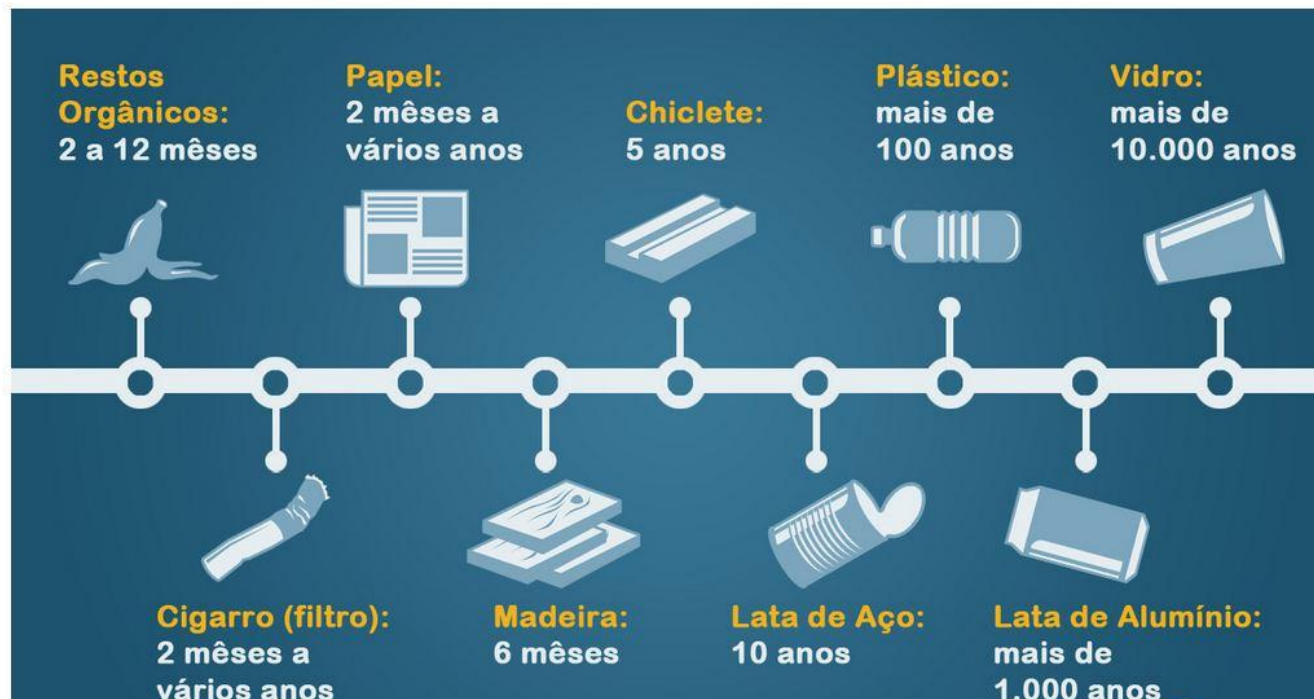 Restos
Orgânicos:
2 a 12 mêses
Cigarro (filtro):
2 mêses a
vários anos
Papel:
2 mêses a
vários anos
Madeira:
6 mêses
Chiclete:
5 anos
Lata de Aço:
10 anos
Plástico:
mais de
100 anos
Lata de Alumínio:
mais de
1.000 anos
Vidro:
mais de
10.000 anos